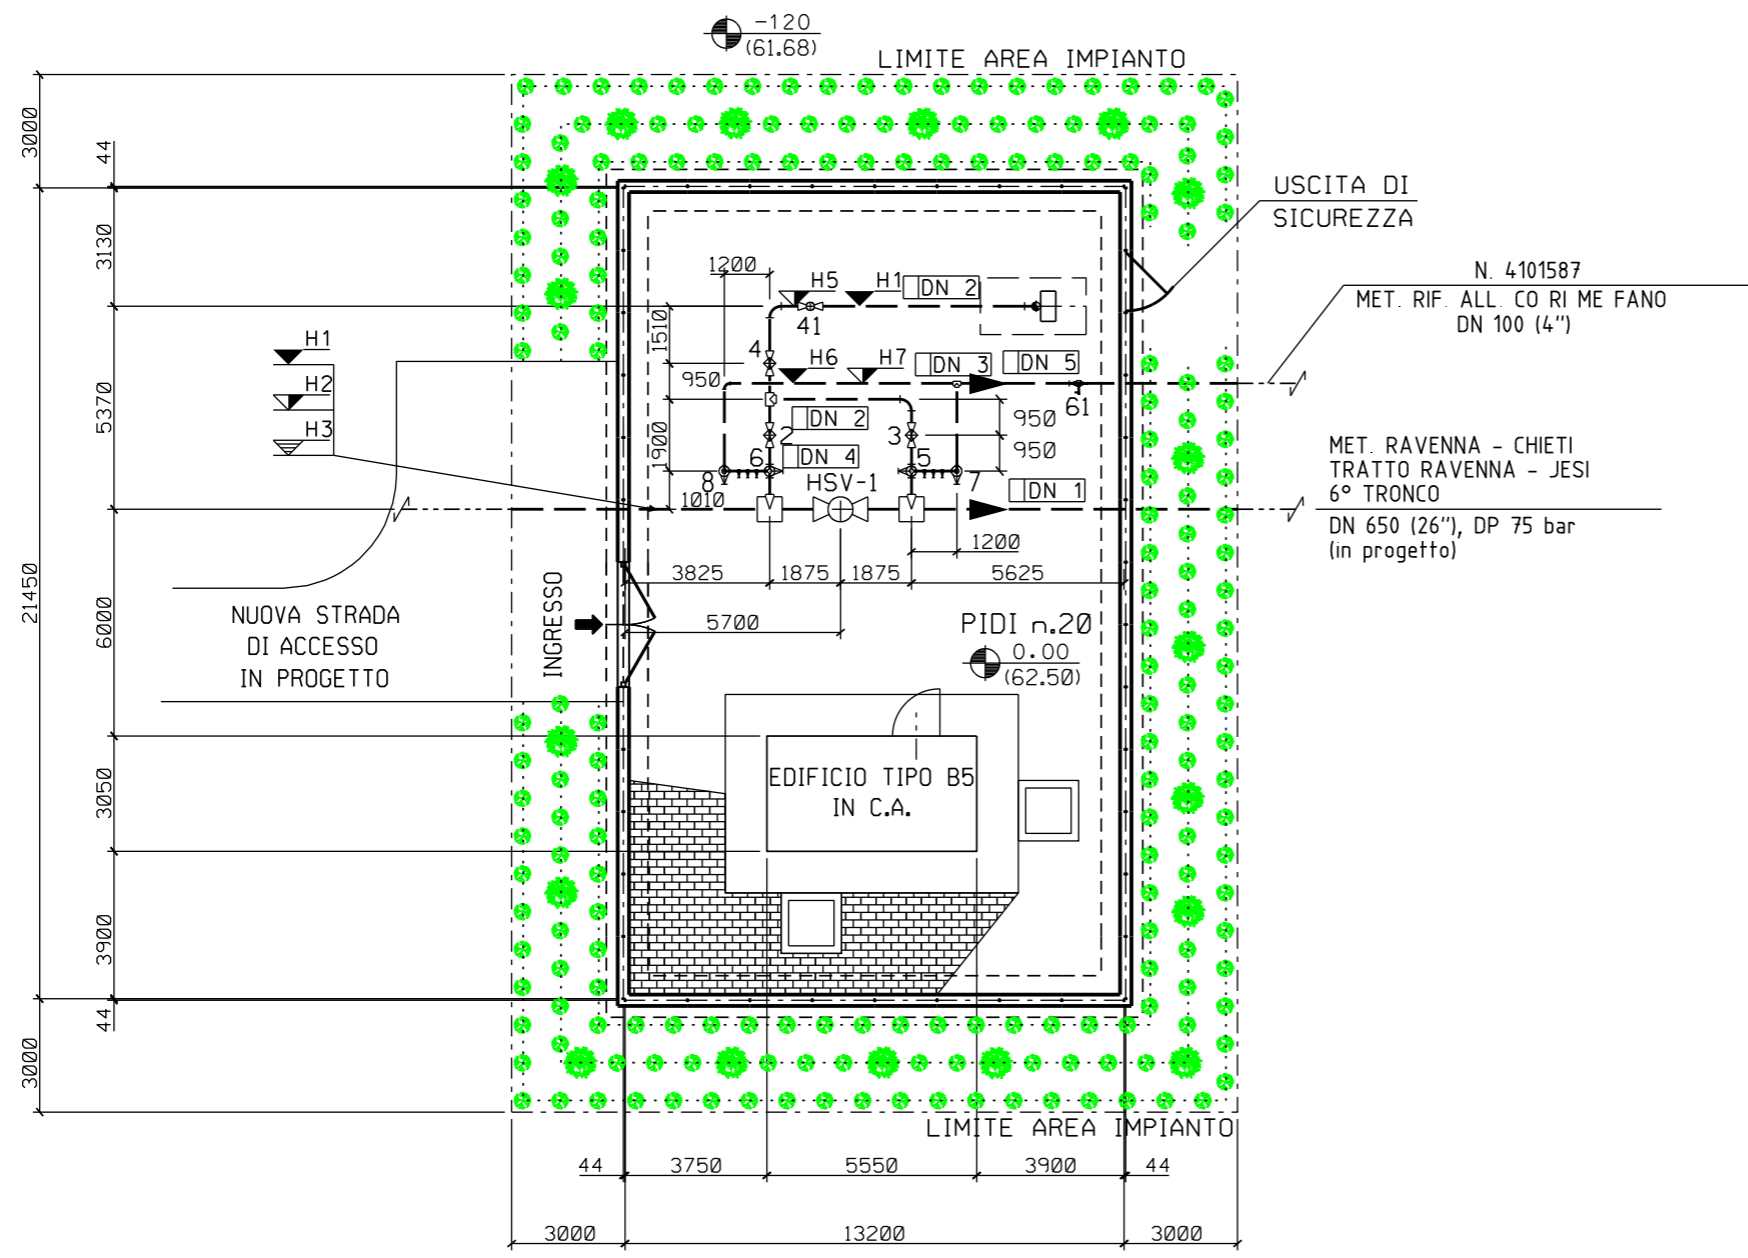 -120
(61.68)
LIMITE AREA IMPIANTO
3000
44
3130
5370
21450
6000
3050
3900
44
3000
USCITA DI
SICUREZZA
N. 4101587
MET. RIF. ALL. CO RI ME FANO
DN 100 (4")
MET. RAVENNA - CHIETI
TRATTO RAVENNA - JESI
6° TRONCO
DN 650 (26"), DP 75 bar
(in progetto)
H1
H2
H3
1200
H5
H1
DN 2
41
1510
4
H6
H7
DN 3
DN 5
950
61
DN 2
950
2
3
1900
950
6
DN 4
5
8
HSV-1
7
DN 1
1010
1200
3825
1875
1875
5625
5700
INGRESSO
NUOVA STRADA
DI ACCESSO
IN PROGETTO
PIDI n.20
0.00
(62.50)
EDIFICIO TIPO B5
IN C.A.
LIMITE AREA IMPIANTO
44
3750
5550
3900
44
3000
13200
3000